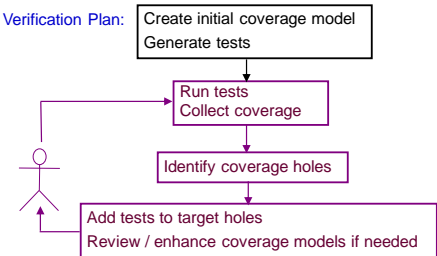 Verification Plan:
Create initial coverage model
Generate tests
Run tests
Collect coverage
Identify coverage holes
Add tests to target holes
Review / enhance coverage models if needed